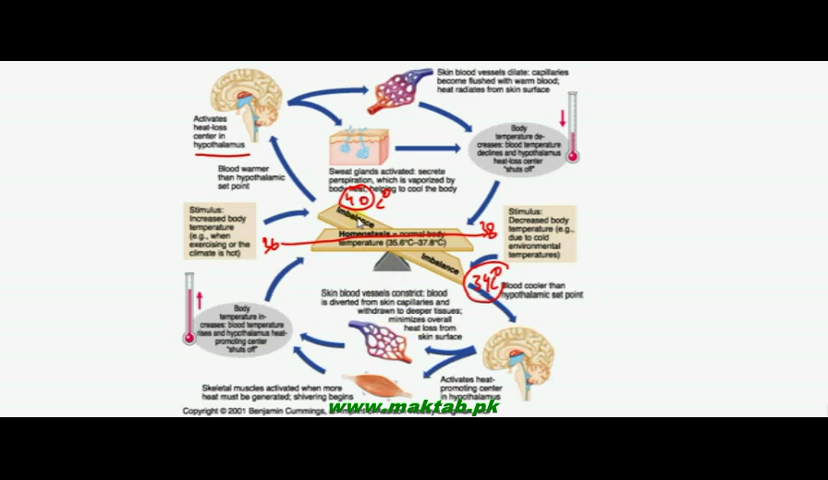 Skin blood vessels dilate: capillaries
become flushed with warm blood;
heat radiates from skin surface
Activates
heat-loss
center in
hypothalamus
Body
temperature de-
creases: blood temperature
declines and hypothalamus
heat-loss center
"shuts off"
Blood warmer
than hypothalamic
set point
Sweat glands activated: secrete
perspiration, which is vaporized by
body heat, helping to cool the body
40 C°
Stimulus:
Increased body
temperature
(e.g., when
exercising or the
climate is hot)
Imbalance
36
Homeostasis = normal body
temperature (35.6°C–37.8°C)
38
Stimulus:
Decreased body
temperature (e.g.,
due to cold
environmental
temperatures)
Imbalance
34C°
Blood cooler than
hypothalamic set point
Skin blood vessels constrict: blood
is diverted from skin capillaries and
withdrawn to deeper tissues;
minimizes overall
heat loss from
skin surface
Body
temperature in-
creases: blood temperature
rises and hypothalamus heat-
promoting center
"shuts off"
Skeletal muscles activated when more
heat must be generated; shivering begins
Activates heat-
promoting center
in hypothalamus
www.maktab.pk
Copyright © 2001 Benjamin Cummings,